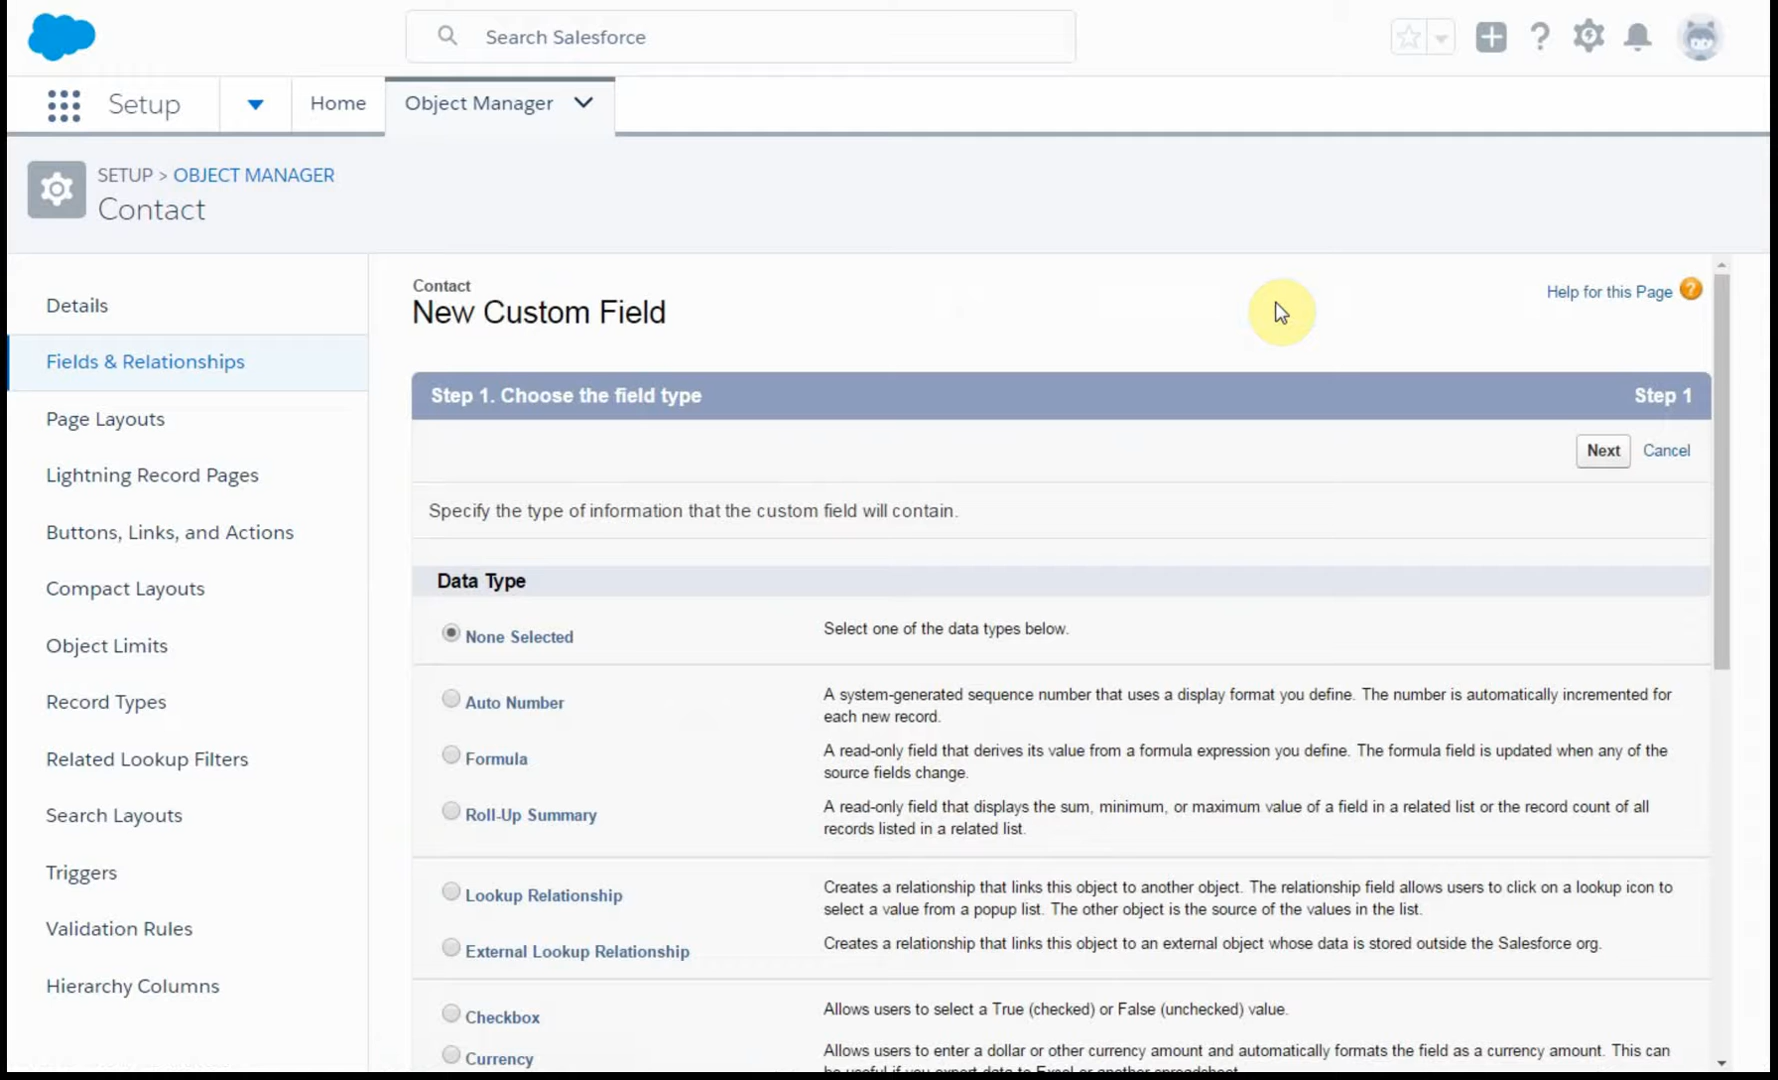 Search Salesforce
Setup
Home
Object Manager
SETUP > OBJECT MANAGER
Contact
Details
Fields & Relationships
Page Layouts
Lightning Record Pages
Buttons, Links, and Actions
Compact Layouts
Object Limits
Record Types
Related Lookup Filters
Search Layouts
Triggers
Validation Rules
Hierarchy Columns
Contact
New Custom Field
Help for this Page ?
Step 1. Choose the field type
Step 1
Next
Cancel
Specify the type of information that the custom field will contain.
Data Type
None Selected
Select one of the data types below.
Auto Number
A system-generated sequence number that uses a display format you define. The number is automatically incremented for
each new record.
Formula
A read-only field that derives its value from a formula expression you define. The formula field is updated when any of the
source fields change.
Roll-Up Summary
A read-only field that displays the sum, minimum, or maximum value of a field in a related list or the record count of all
records listed in a related list.
Lookup Relationship
Creates a relationship that links this object to another object. The relationship field allows users to click on a lookup icon to
select a value from a popup list. The other object is the source of the values in the list.
External Lookup Relationship
Creates a relationship that links this object to an external object whose data is stored outside the Salesforce org.
Checkbox
Allows users to select a True (checked) or False (unchecked) value.
Currency
Allows users to enter a dollar or other currency amount and automatically formats the field as a currency amount. This can
be useful if you export data to Excel or another spreadsheet.